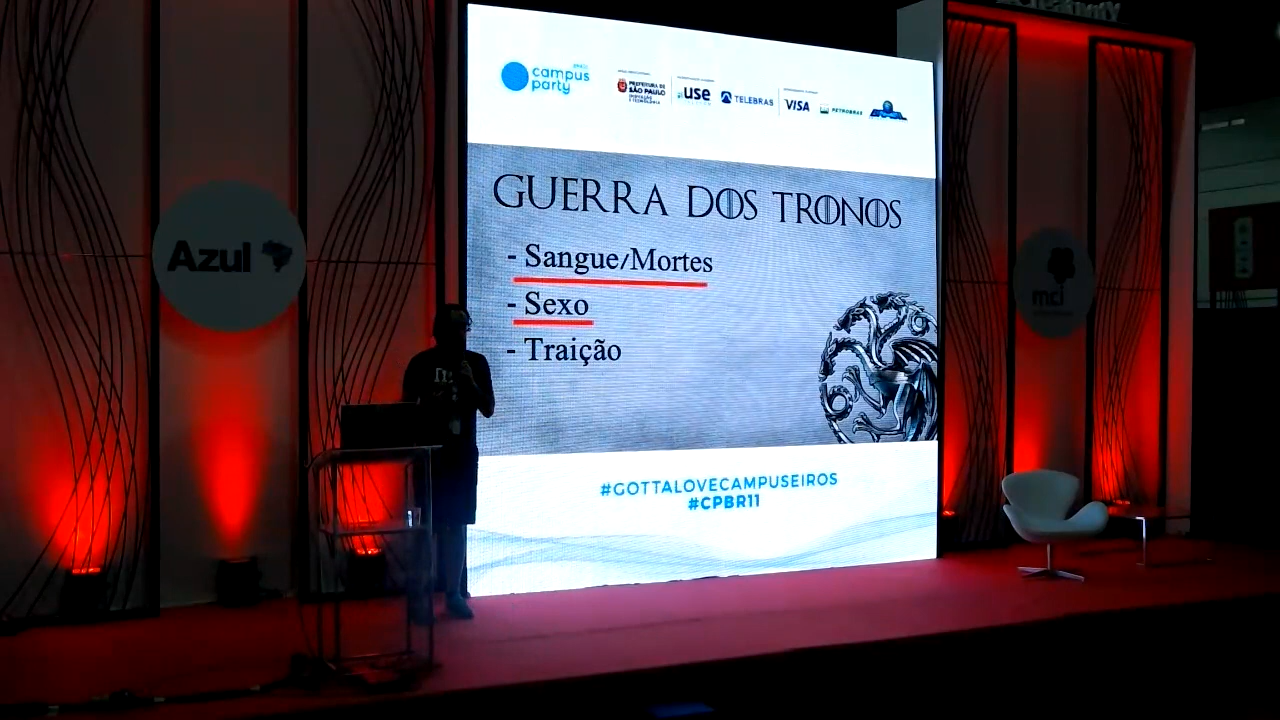 campus
party
PREFEITURA DE
SÃO PAULO
use
TELEBRAS
VISA
PETROBRAS
GUERRA DOS TRONOS
- Sangue/Mortes
- Sexo
- Traição
#GOTTALOVECAMPUSEIROS
#CPBR11
Azul
mci